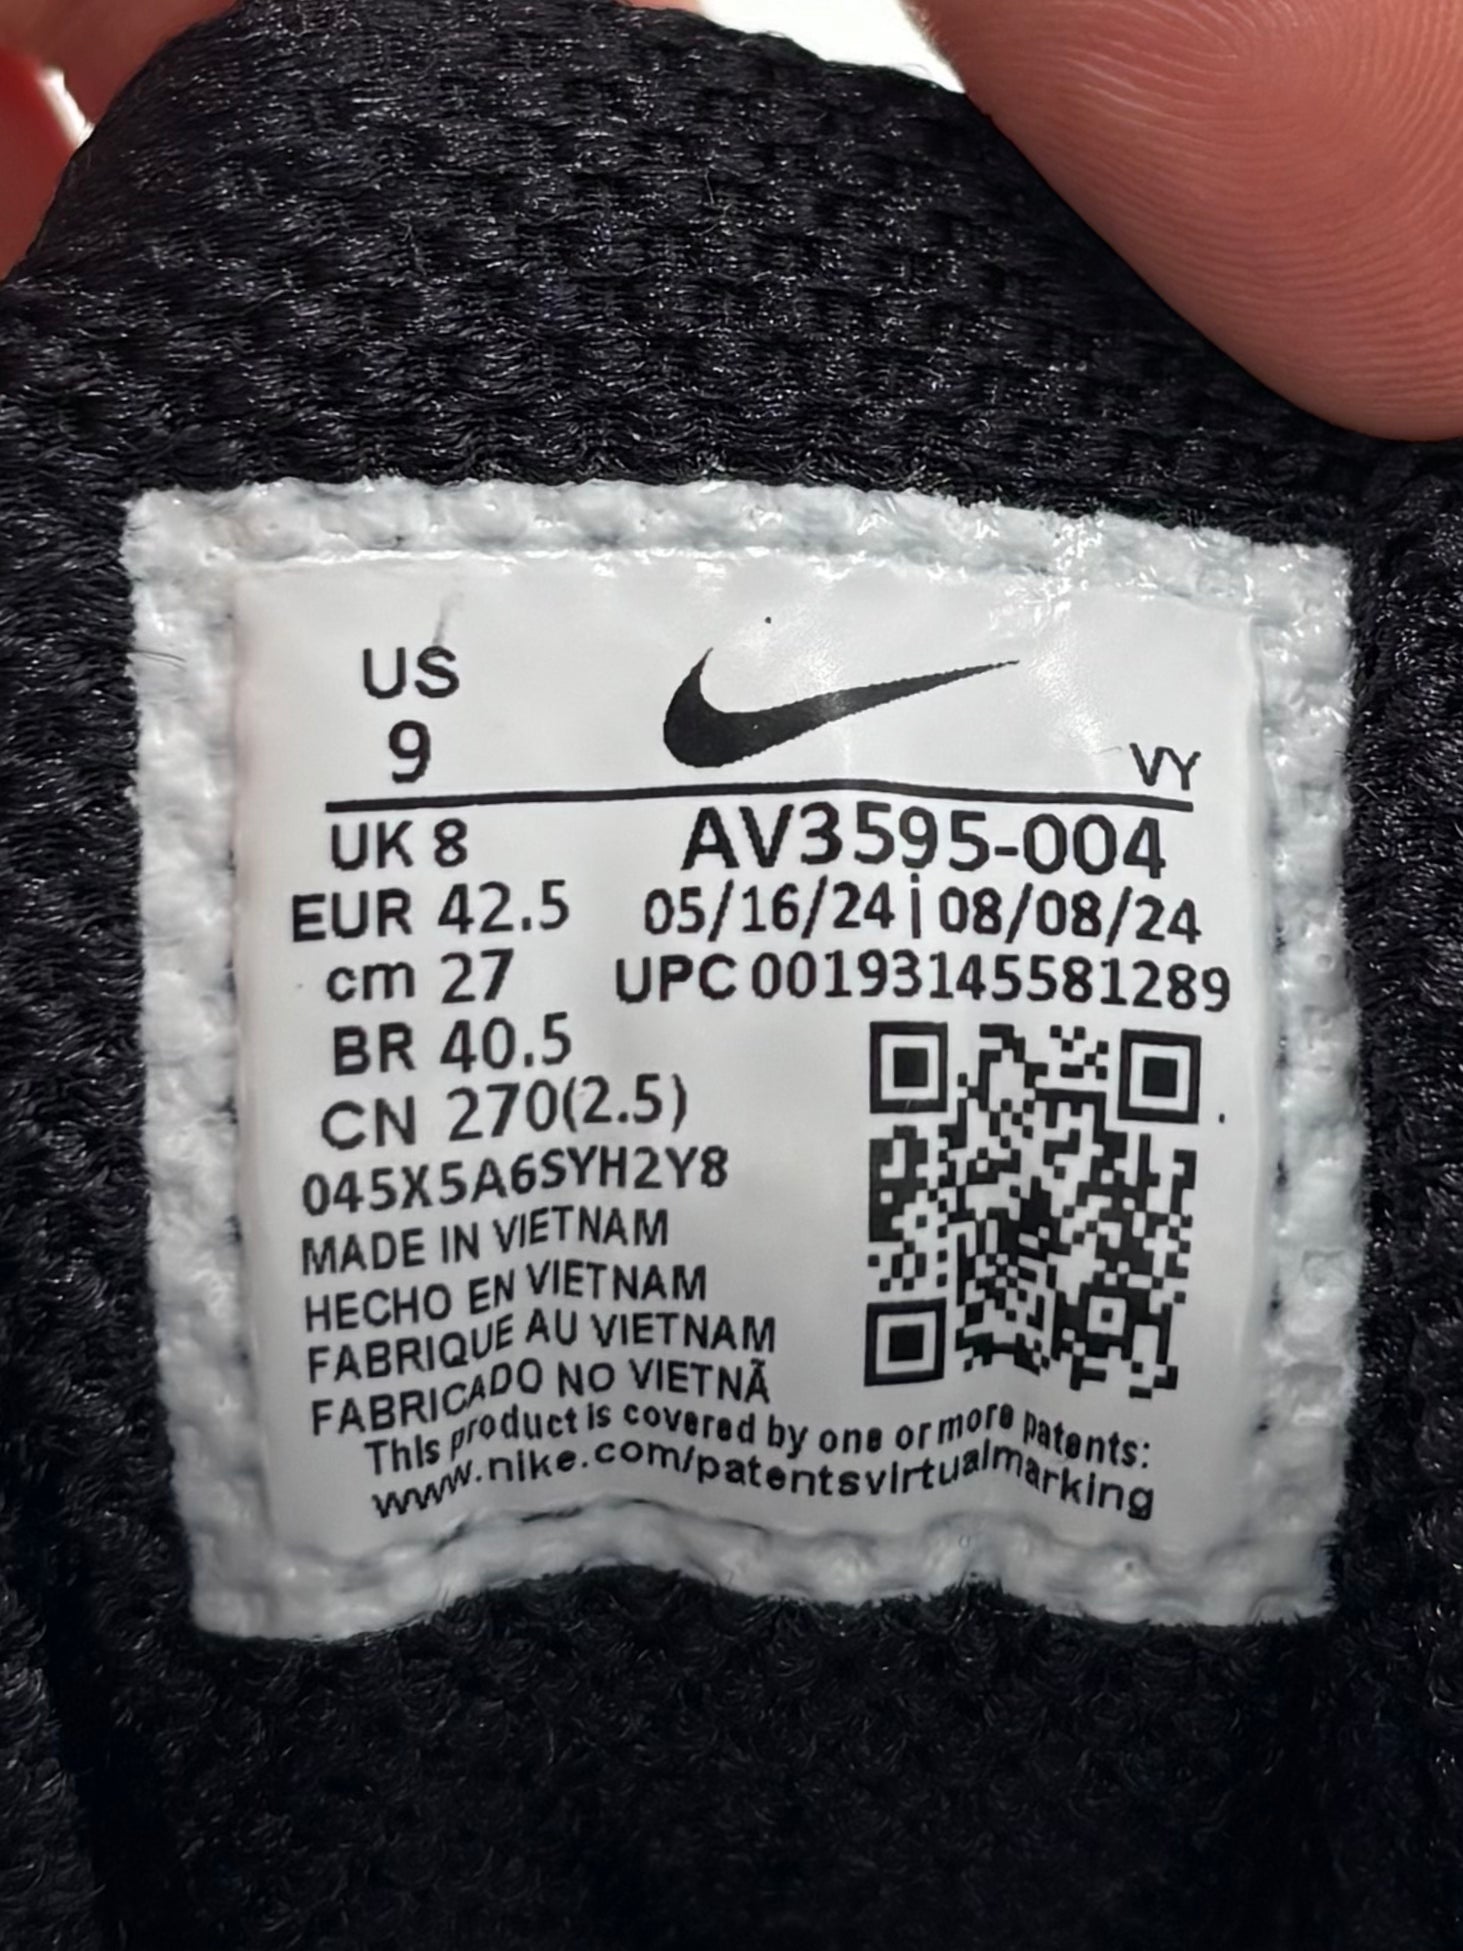 US
9
VY
UK 8
AV3595-004
EUR 42.5
05/16/24 | 08/08/24
cm 27
UPC 00193145581289
BR 40.5
CN 270(2.5)
045X5A6SYH2Y8
MADE IN VIETNAM
HECHO EN VIETNAM
FABRIQUE AU VIETNAM
FABRICADO NO VIETNÃ
This product is covered by one or more patents:
www.nike.com/patentsvirtualmarking